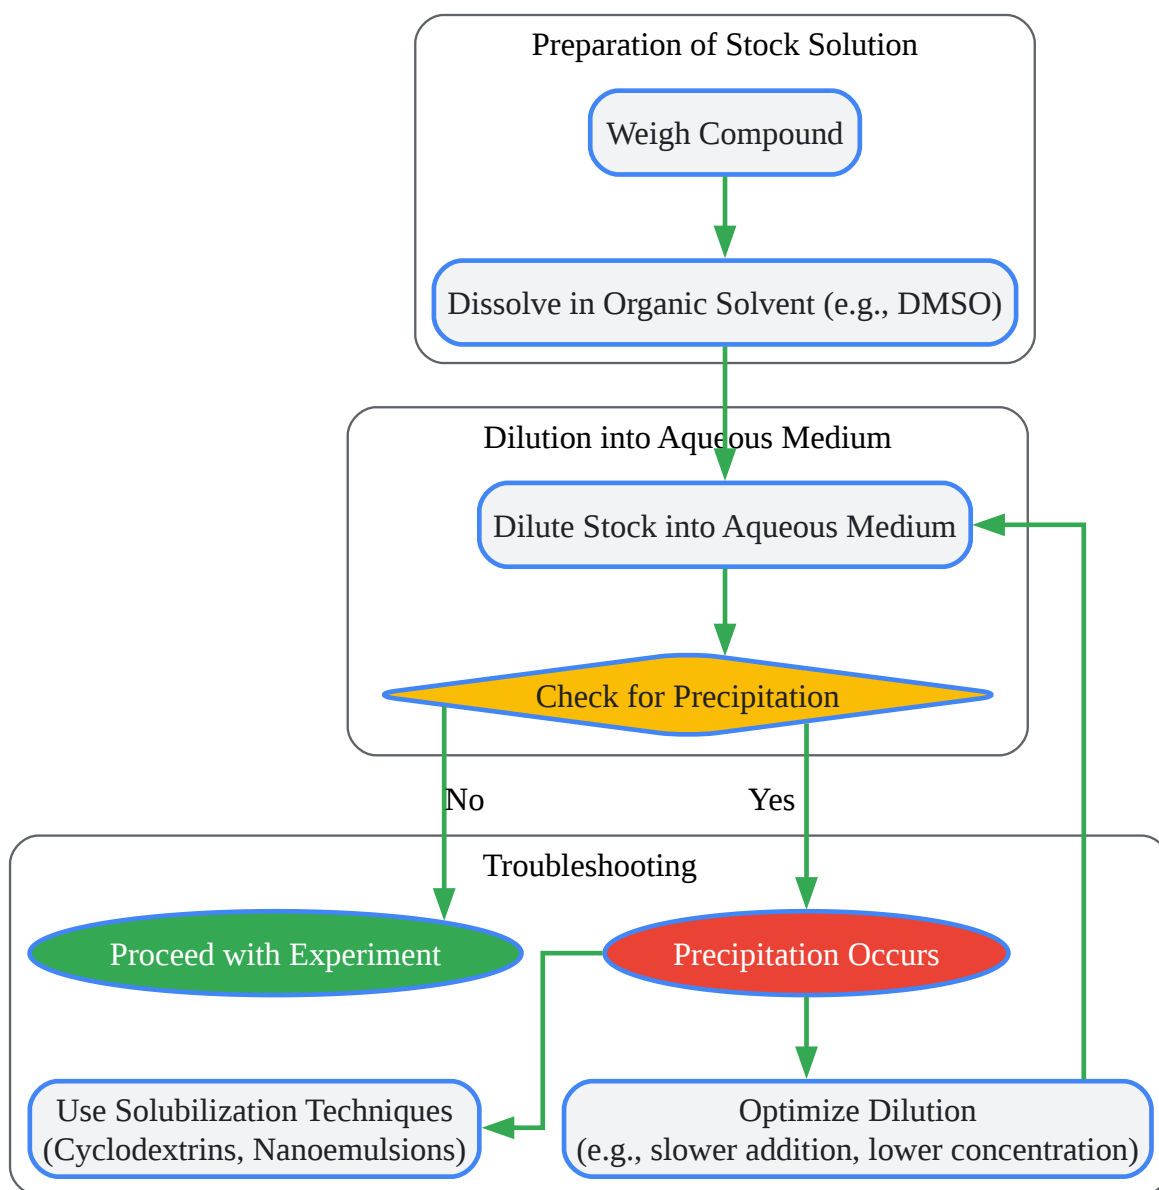 Preparation of Stock Solution
Weigh Compound
Dissolve in Organic Solvent (e.g., DMSO)
Dilution into Aqueous Medium
Dilute Stock into Aqueous Medium
Check for Precipitation
No
Yes
Troubleshooting
Proceed with Experiment
Precipitation Occurs
Use Solubilization Techniques
(Cyclodextrins, Nanoemulsions)
Optimize Dilution
(e.g., slower addition, lower concentration)